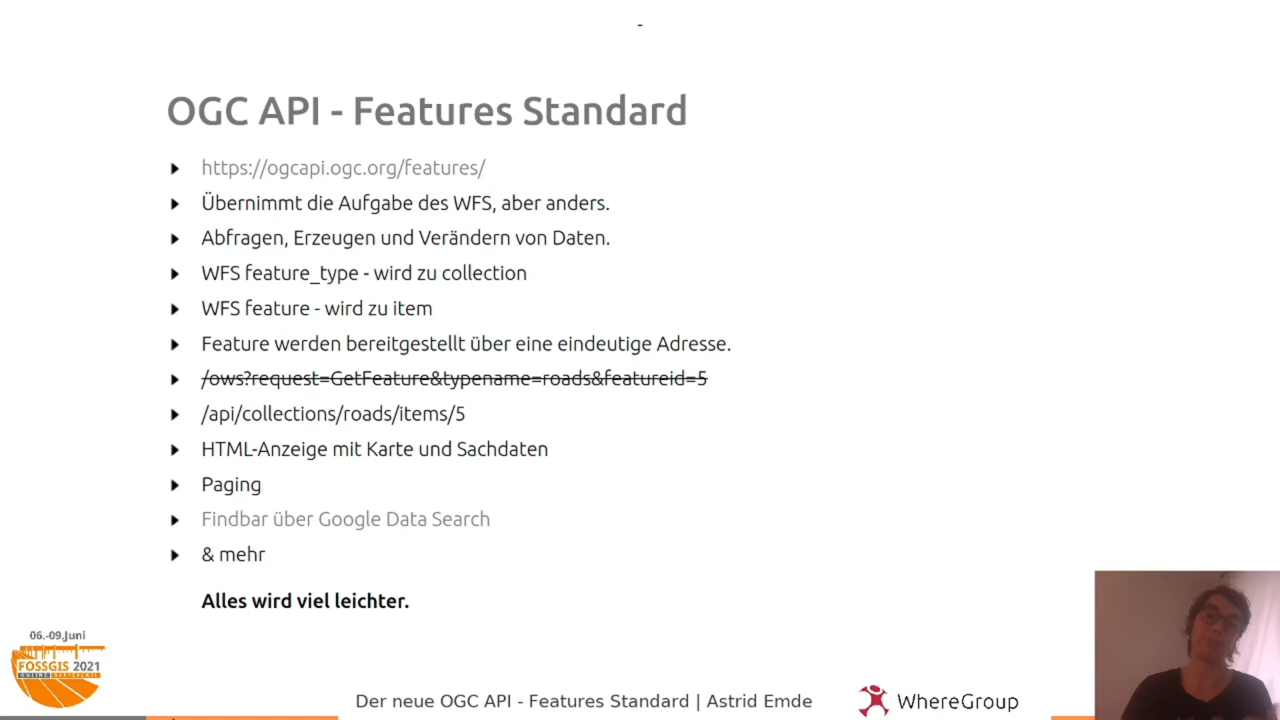 -
OGC API - Features Standard
https://ogcapi.ogc.org/features/
Übernimmt die Aufgabe des WFS, aber anders.
Abfragen, Erzeugen und Verändern von Daten.
WFS feature_type - wird zu collection
WFS feature - wird zu item
Feature werden bereitgestellt über eine eindeutige Adresse.
/ows?request=GetFeature&typename=roads&featureid=5
/api/collections/roads/items/5
HTML-Anzeige mit Karte und Sachdaten
Paging
Findbar über Google Data Search
& mehr
Alles wird viel leichter.
06.-09.Juni
FOSSGIS 2021
ONLINE
Der neue OGC API - Features Standard | Astrid Emde
WhereGroup